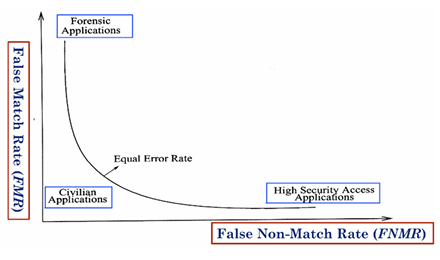 Forensic
Applications
False Match Rate (FMR)
Equal Error Rate
Civilian
Applications
High Security Access
Applications
False Non-Match Rate (FNMR)